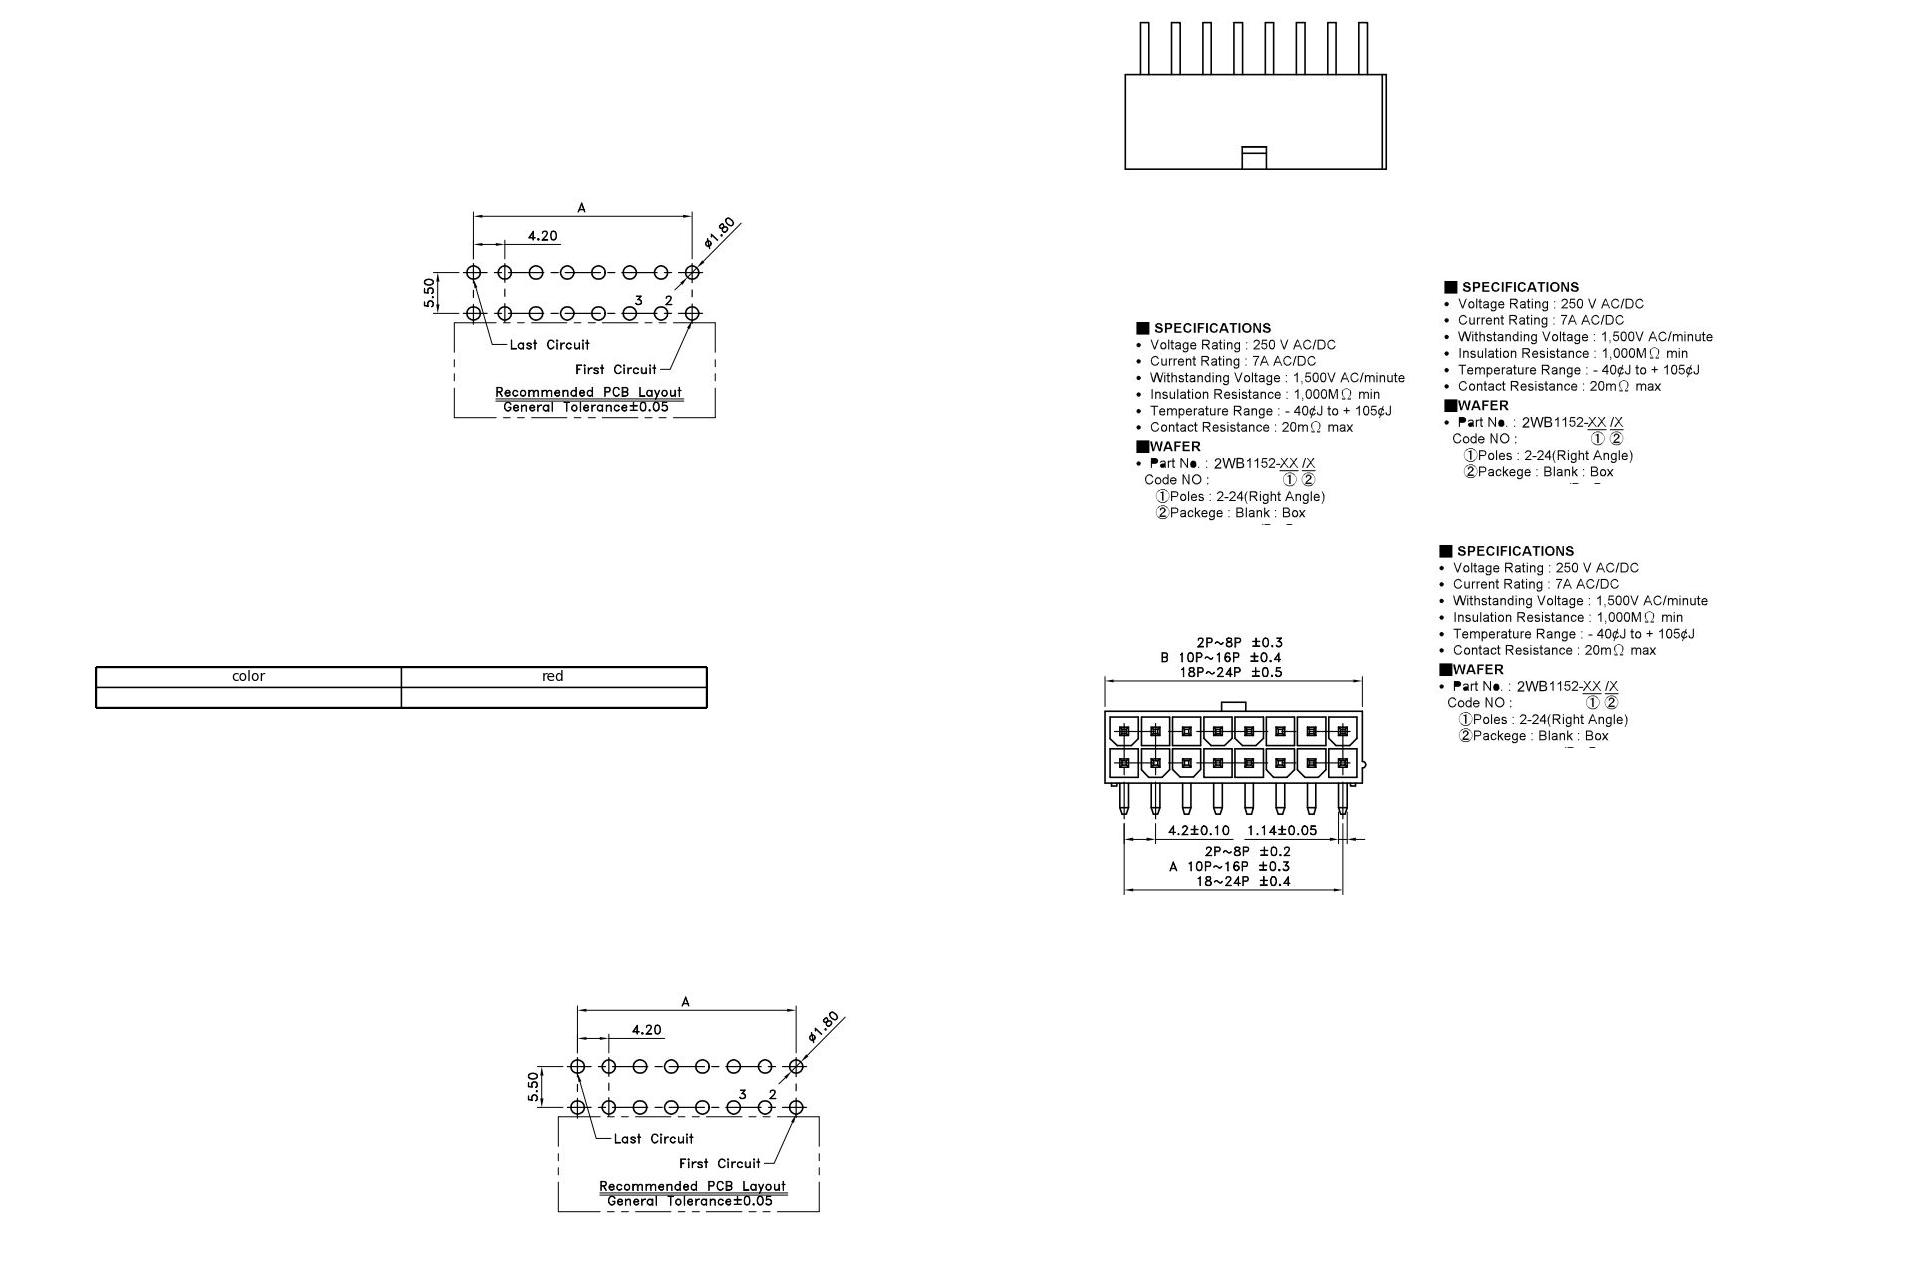 A
4.20
ø1.80
5.50
3 2
Last Circuit
First Circuit
Recommended PCB Layout
General Tolerance±0.05
■ SPECIFICATIONS
• Voltage Rating : 250 V AC/DC
• Current Rating : 7A AC/DC
• Withstanding Voltage : 1,500V AC/minute
• Insulation Resistance : 1,000MΩ min
• Temperature Range : - 40¢J to + 105¢J
• Contact Resistance : 20mΩ max
■WAFER
• Part No. : 2WB1152-XX /X
Code NO : ① ②
①Poles : 2-24(Right Angle)
②Packege : Blank : Box
■ SPECIFICATIONS
• Voltage Rating : 250 V AC/DC
• Current Rating : 7A AC/DC
• Withstanding Voltage : 1,500V AC/minute
• Insulation Resistance : 1,000MΩ min
• Temperature Range : - 40¢J to + 105¢J
• Contact Resistance : 20mΩ max
■WAFER
• Part No. : 2WB1152-XX /X
Code NO : ① ②
①Poles : 2-24(Right Angle)
②Packege : Blank : Box
■ SPECIFICATIONS
• Voltage Rating : 250 V AC/DC
• Current Rating : 7A AC/DC
• Withstanding Voltage : 1,500V AC/minute
• Insulation Resistance : 1,000MΩ min
• Temperature Range : - 40¢J to + 105¢J
• Contact Resistance : 20mΩ max
■WAFER
• Part No. : 2WB1152-XX /X
Code NO : ① ②
①Poles : 2-24(Right Angle)
②Packege : Blank : Box
color red
2P~8P ±0.3
B 10P~16P ±0.4
18P~24P ±0.5
4.2±0.10 1.14±0.05
2P~8P ±0.2
A 10P~16P ±0.3
18~24P ±0.4
A
4.20
ø1.80
5.50
3 2
Last Circuit
First Circuit
Recommended PCB Layout
General Tolerance±0.05